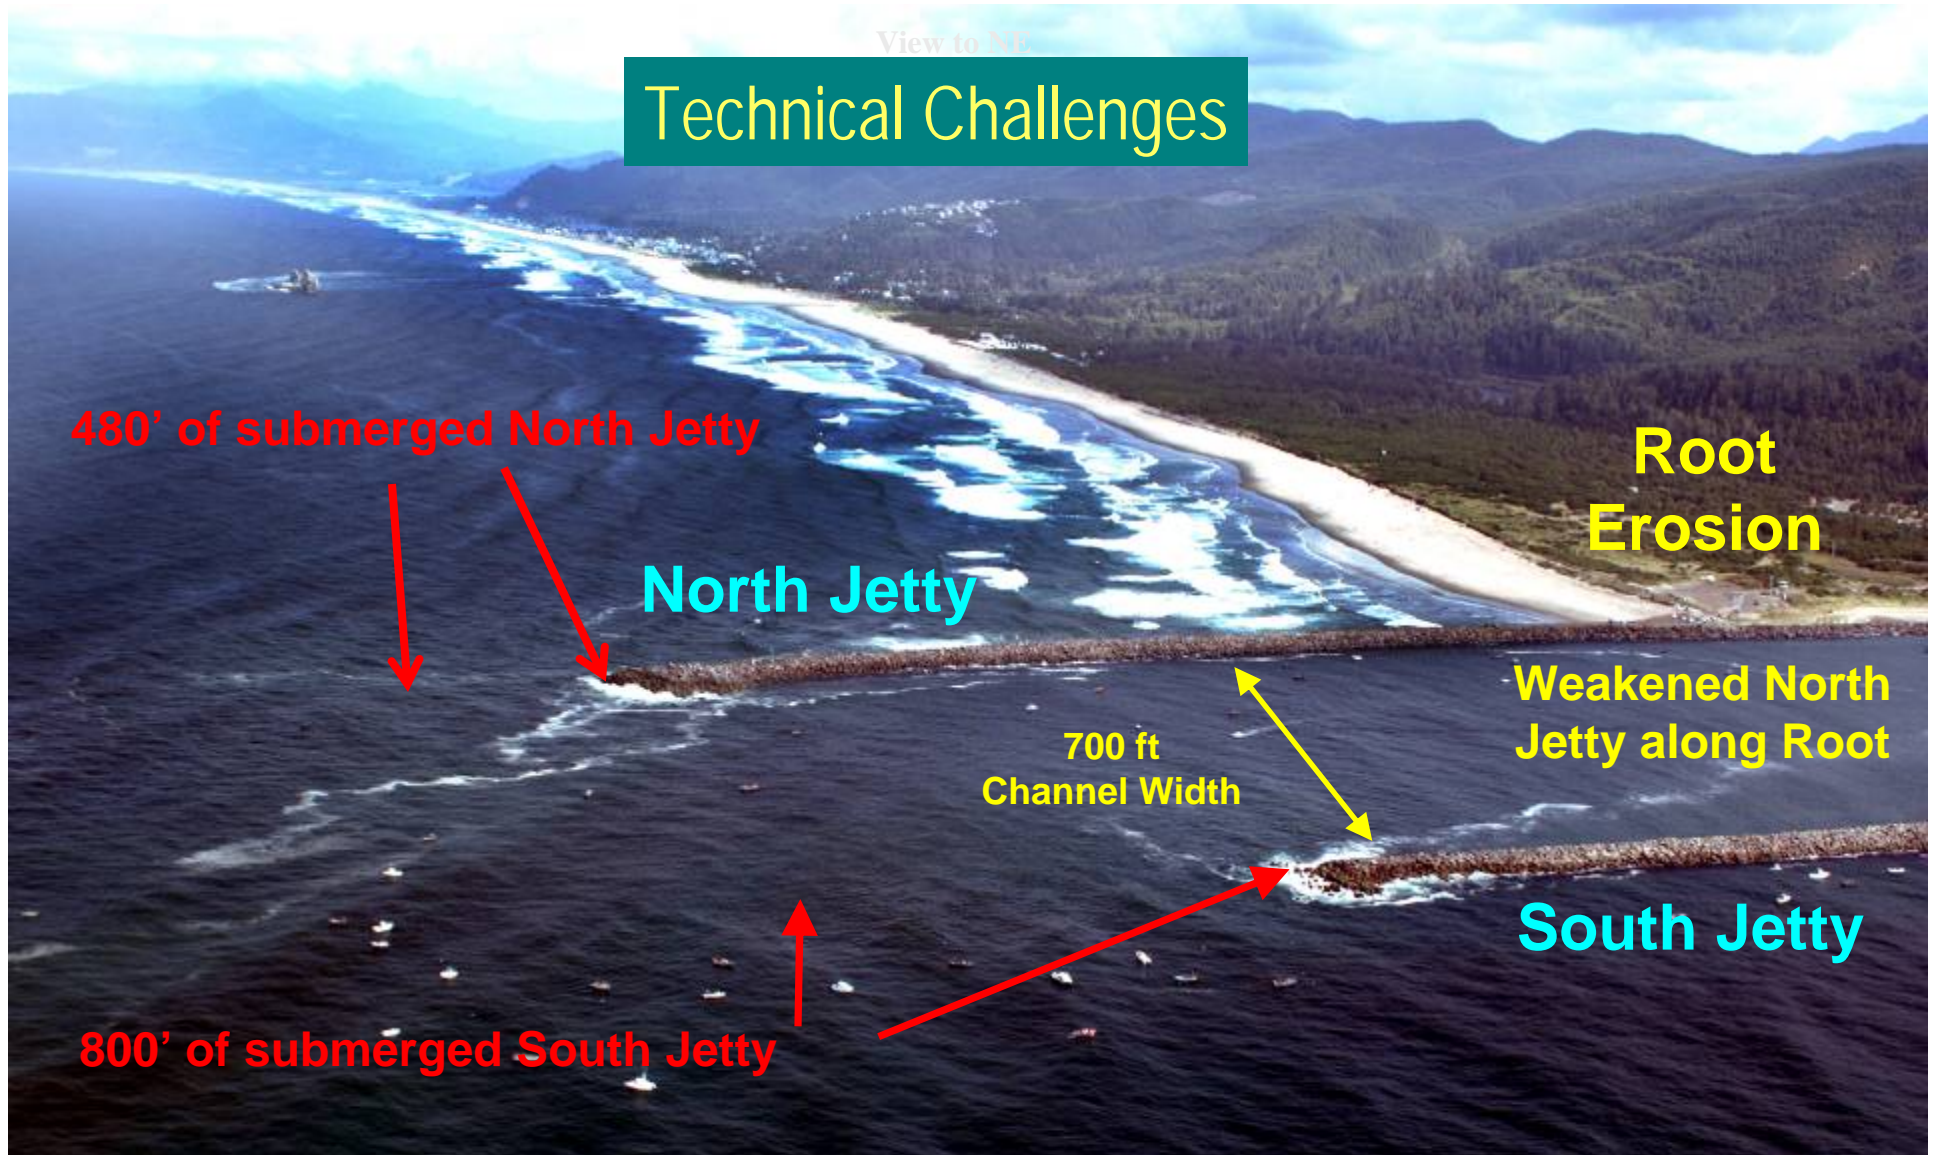 View to NE
Technical Challenges
480’ of submerged North Jetty
Root
Erosion
North Jetty
Weakened North
Jetty along Root
700 ft
Channel Width
South Jetty
800’ of submerged South Jetty